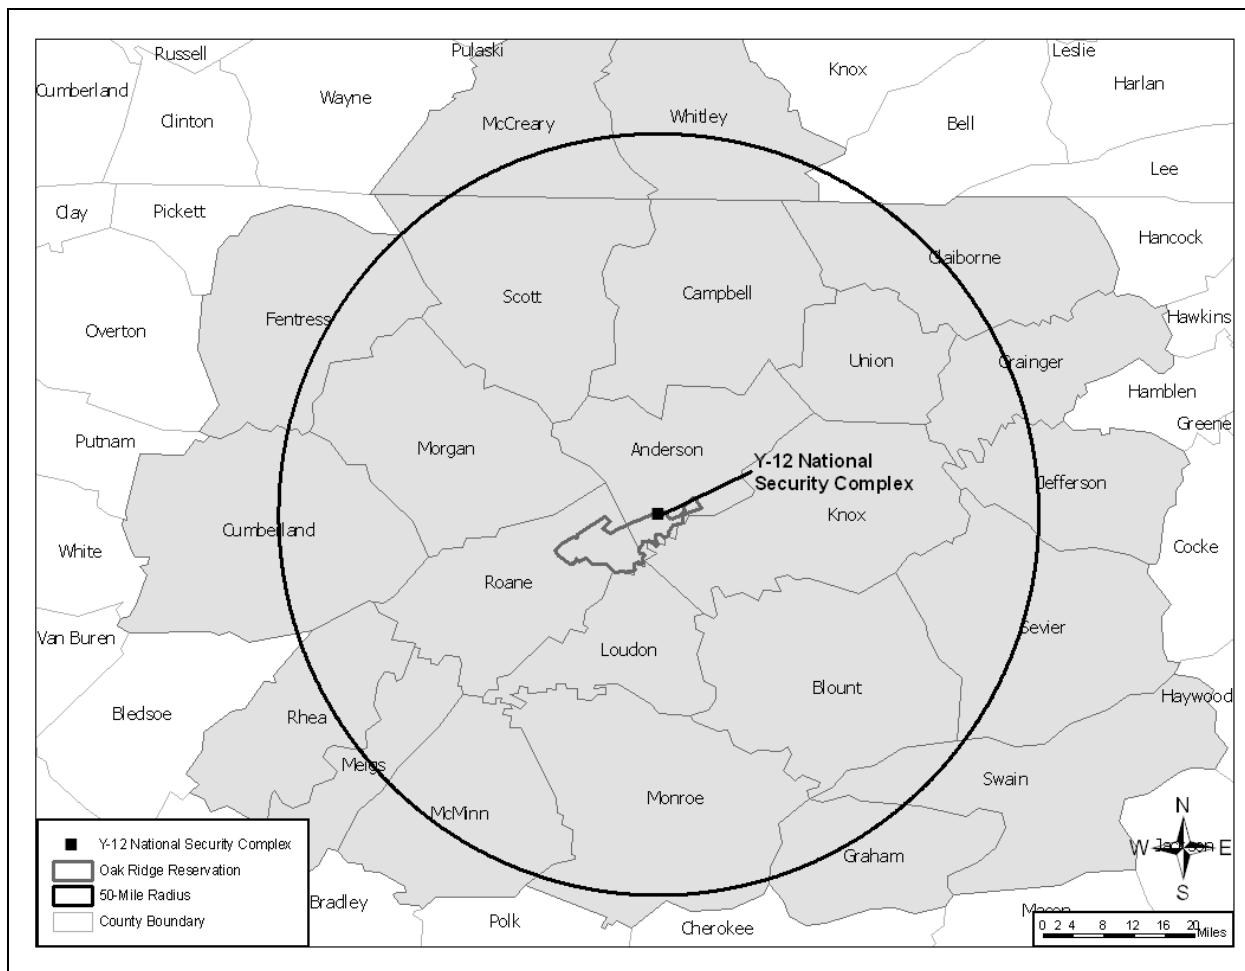 Russell
Pulaski
Leslie
Knox
Harlan
Cumberland
Wayne
Clinton
McCreary
Whitley
Bell
Lee
Clay
Pickett
Hancock
Claiborne
Scott
Campbell
Fentress
Overton
Hawkins
Union
Grainger
Hamblen
Greene
Putnam
Morgan
Anderson
Y-12 National
Security Complex
Jefferson
Knox
Cumberland
White
Cocke
Roane
Van Buren
Sevier
Loudon
Blount
Haywood
Bledsoe
Rhea
Meigs
Swain
Monroe
McMinn
Graham
N
W
E
S
Jackson
Bradley
Polk
Cherokee
Macon
Y-12 National Security Complex
Oak Ridge Reservation
50-Mile Radius
County Boundary
0 2 4 8 12 16 20
Miles